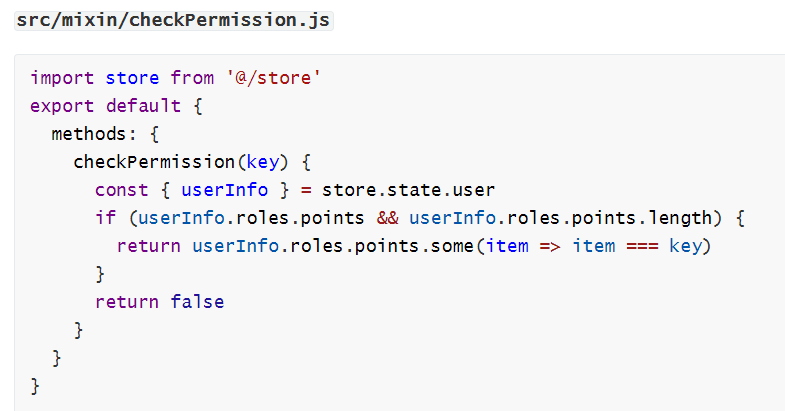 src/mixin/checkPermission.js
import store from '@/store'
export default {
  methods: {
    checkPermission(key) {
      const { userInfo } = store.state.user
      if (userInfo.roles.points && userInfo.roles.points.length) {
        return userInfo.roles.points.some(item => item === key)
      }
      return false
    }
  }
}